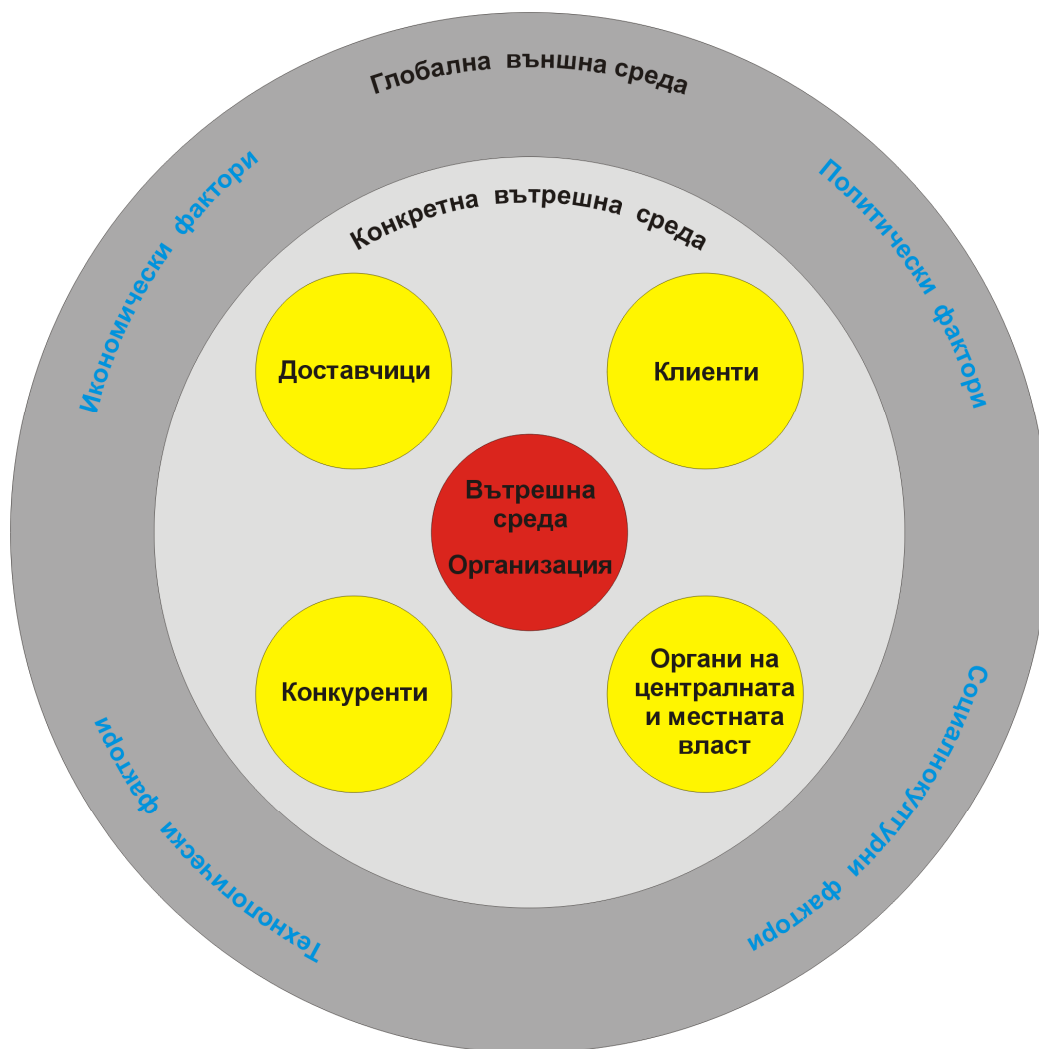 Глобална външна среда
Икономически фактори
Политически фактори
Конкретна вътрешна среда
Доставчици
Клиенти
Вътрешна
среда
Организация
Конкуренти
Органи на
централната
и местната
власт
Технологически фактори
Социалнокултурни фактори